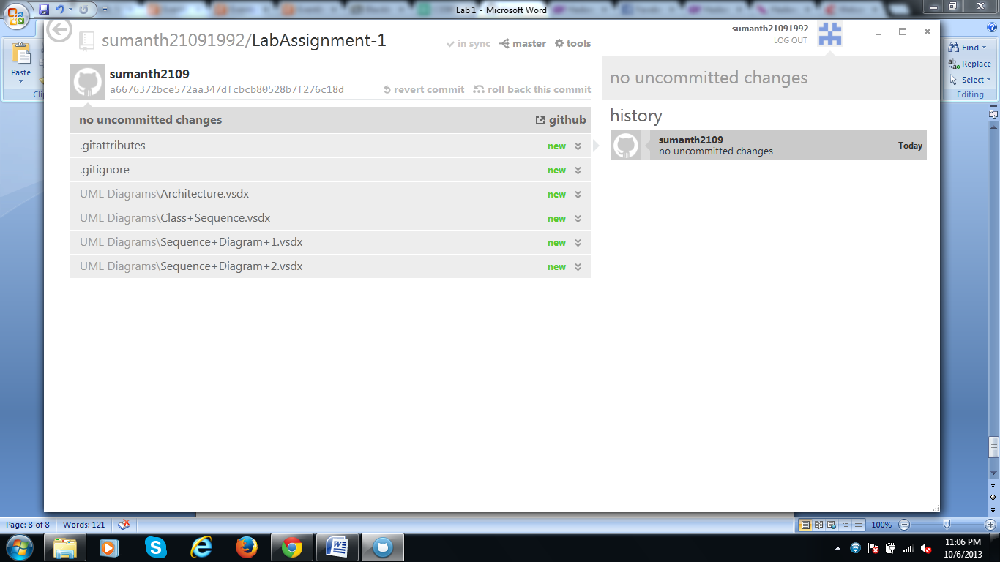 Lab 1 - Microsoft Word
sumanth21091992/LabAssignment-1
in sync
master
tools
sumanth21091992
LOG OUT
Paste
Find
Replace
Select
Editing
sumanth2109
a6676372bce572aa347dfcbcb80528b7f276c18d
revert commit
roll back this commit
no uncommitted changes
github
.gitattributes new
.gitignore new
UML Diagrams\Architecture.vsdx new
UML Diagrams\Class+Sequence.vsdx new
UML Diagrams\Sequence+Diagram+1.vsdx new
UML Diagrams\Sequence+Diagram+2.vsdx new
no uncommitted changes
history
sumanth2109
no uncommitted changes
Today
Page: 8 of 8
Words: 121
100%
11:06 PM
10/6/2013